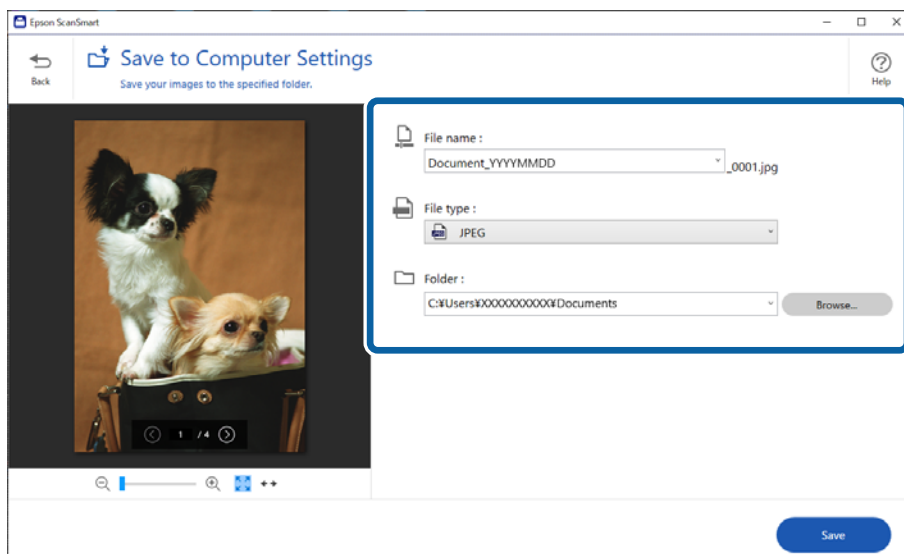 Epson ScanSmart
Back
Save to Computer Settings
Save your images to the specified folder.
Help
File name :
Document_YYYYMMDD
_0001.jpg
File type :
JPEG
Folder :
C:¥Users¥XXXXXXXXXX¥Documents
Browse...
1 / 4
Save